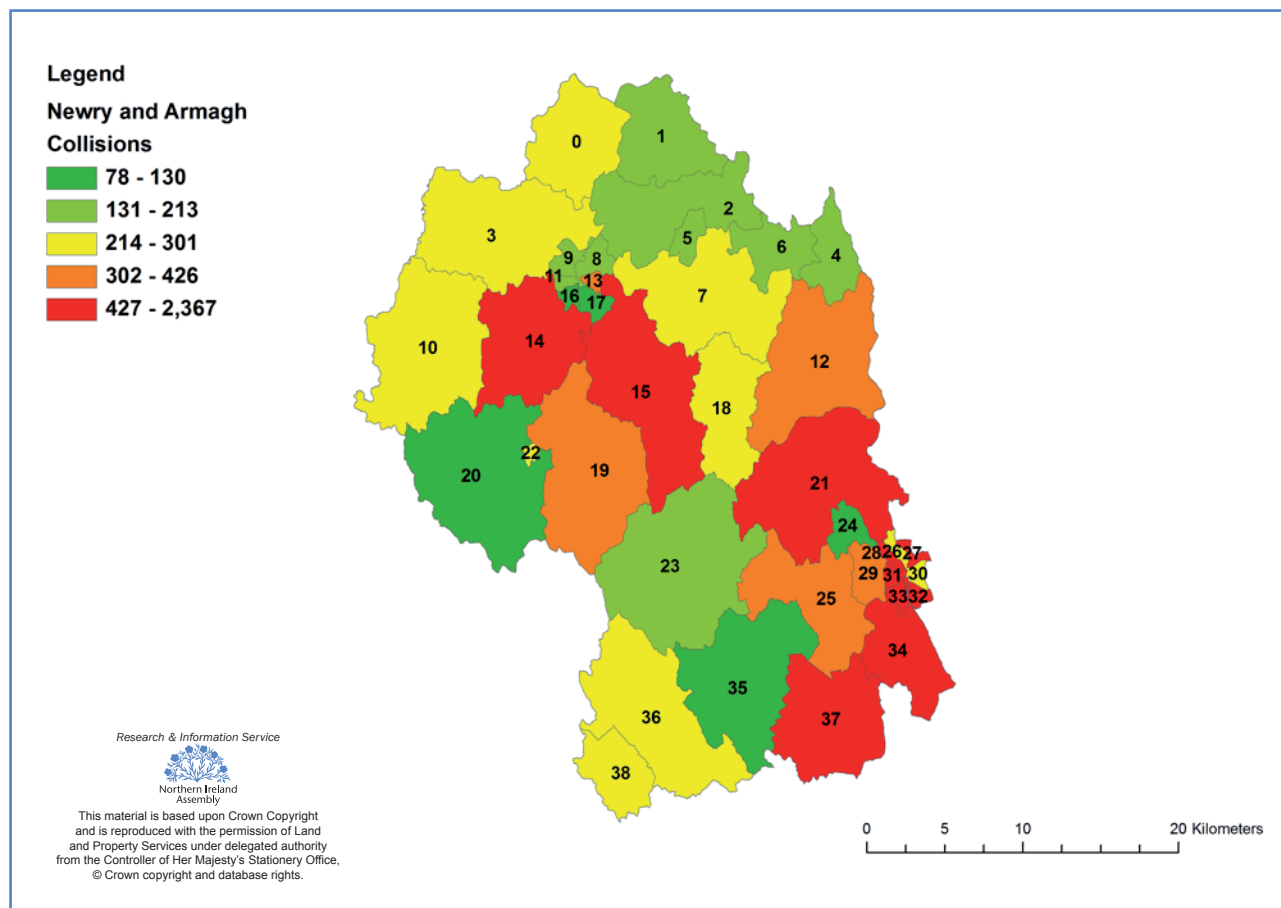 Legend
Newry and Armagh
Collisions
78 - 130
131 - 213
214 - 301
302 - 426
427 - 2,367
0
1
2
3
5
6
4
9
8
11
13
16
17
7
10
14
15
12
18
22
20
19
21
24
28
26
27
23
29
31
30
25
33
32
34
35
36
37
38
Research & Information Service
Northern Ireland
Assembly
This material is based upon Crown Copyright
and is reproduced with the permission of Land
and Property Services under delegated authority
from the Controller of Her Majesty's Stationery Office,
© Crown copyright and database rights.
0 5 10 20 Kilometers